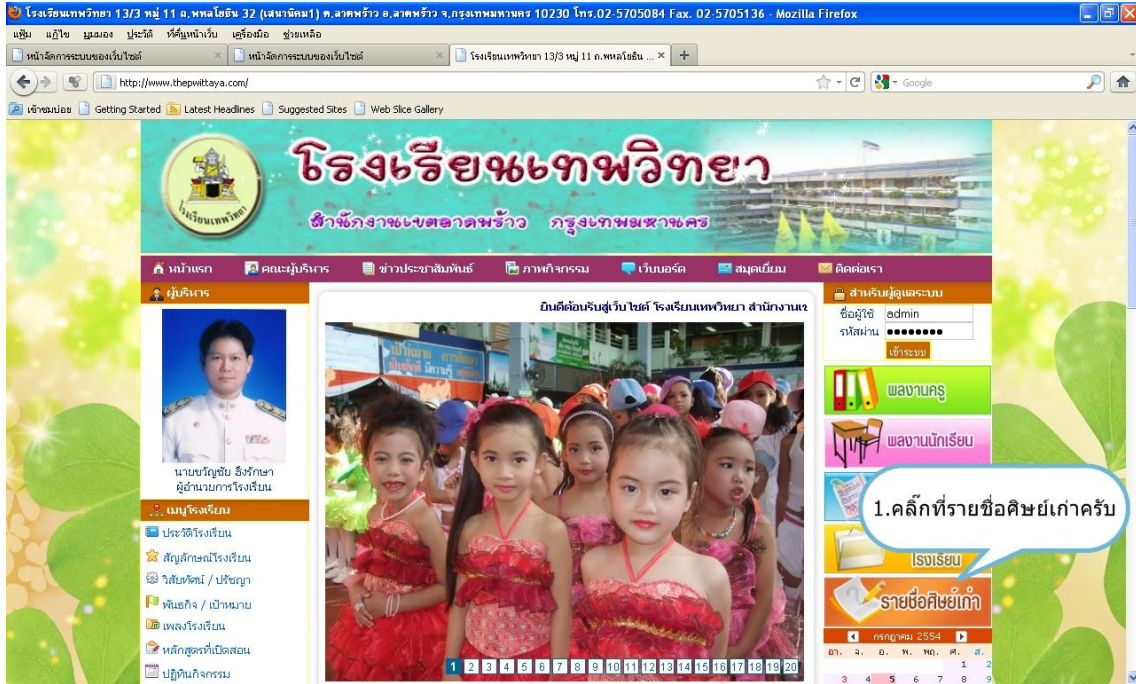 โรงเรียนเทพวิทยา 13/3 หมู่ 11 ถ.พหลโยธิน 32 (เสนานิคม1) ต.ลาดพร้าว อ.ลาดพร้าว จ.กรุงเทพมหานคร 10230 โทร.02-5705084 Fax. 02-5705136 - Mozilla Firefox
แฟ้ม แก้ไข มุมมอง ประวัติ ที่คั่นหน้าเว็บ เครื่องมือ ช่วยเหลือ
หน้าจัดการระบบของเว็บไซต์ หน้าจัดการระบบของเว็บไซต์ โรงเรียนเทพวิทยา 13/3 หมู่ 11 ถ.พหลโยธิน ...
http://www.thepwittaya.com/ Google
เข้าชมบ่อย Getting Started Latest Headlines Suggested Sites Web Slice Gallery
โรงเรียนเทพวิทยา
โรงเรียนเทพวิทยา
สำนักงานเขตลาดพร้าว กรุงเทพมหานคร
หน้าแรก คณะผู้บริหาร ข่าวประชาสัมพันธ์ ภาพกิจกรรม เว็บบอร์ด สมุดเยี่ยม ติดต่อเรา
ผู้บริหาร
นายขวัญชัย อึ้งรักษา
ผู้อำนวยการโรงเรียน
เมนูโรงเรียน
ประวัติโรงเรียน
สัญลักษณ์โรงเรียน
วิสัยทัศน์ / ปรัชญา
พันธกิจ / เป้าหมาย
เพลงโรงเรียน
หลักสูตรที่เปิดสอน
ปฏิทินกิจกรรม
ยินดีต้อนรับสู่เว็บไซต์ โรงเรียนเทพวิทยา สำนักงานเข
เป้าหมาย การศึกษา
1 2 3 4 5 6 7 8 9 10 11 12 13 14 15 16 17 18 19 20
สำหรับผู้ดูแลระบบ
ชื่อผู้ใช้ admin
รหัสผ่าน
เข้าระบบ
ผลงานครู
ผลงานนักเรียน
1.คลิ๊กที่รายชื่อศิษย์เก่าครับ
โรงเรียน
รายชื่อศิษย์เก่า
กรกฎาคม 2554
อา. จ. อ. พ. พฤ. ศ. ส.
1 2
3 4 5 6 7 8 9